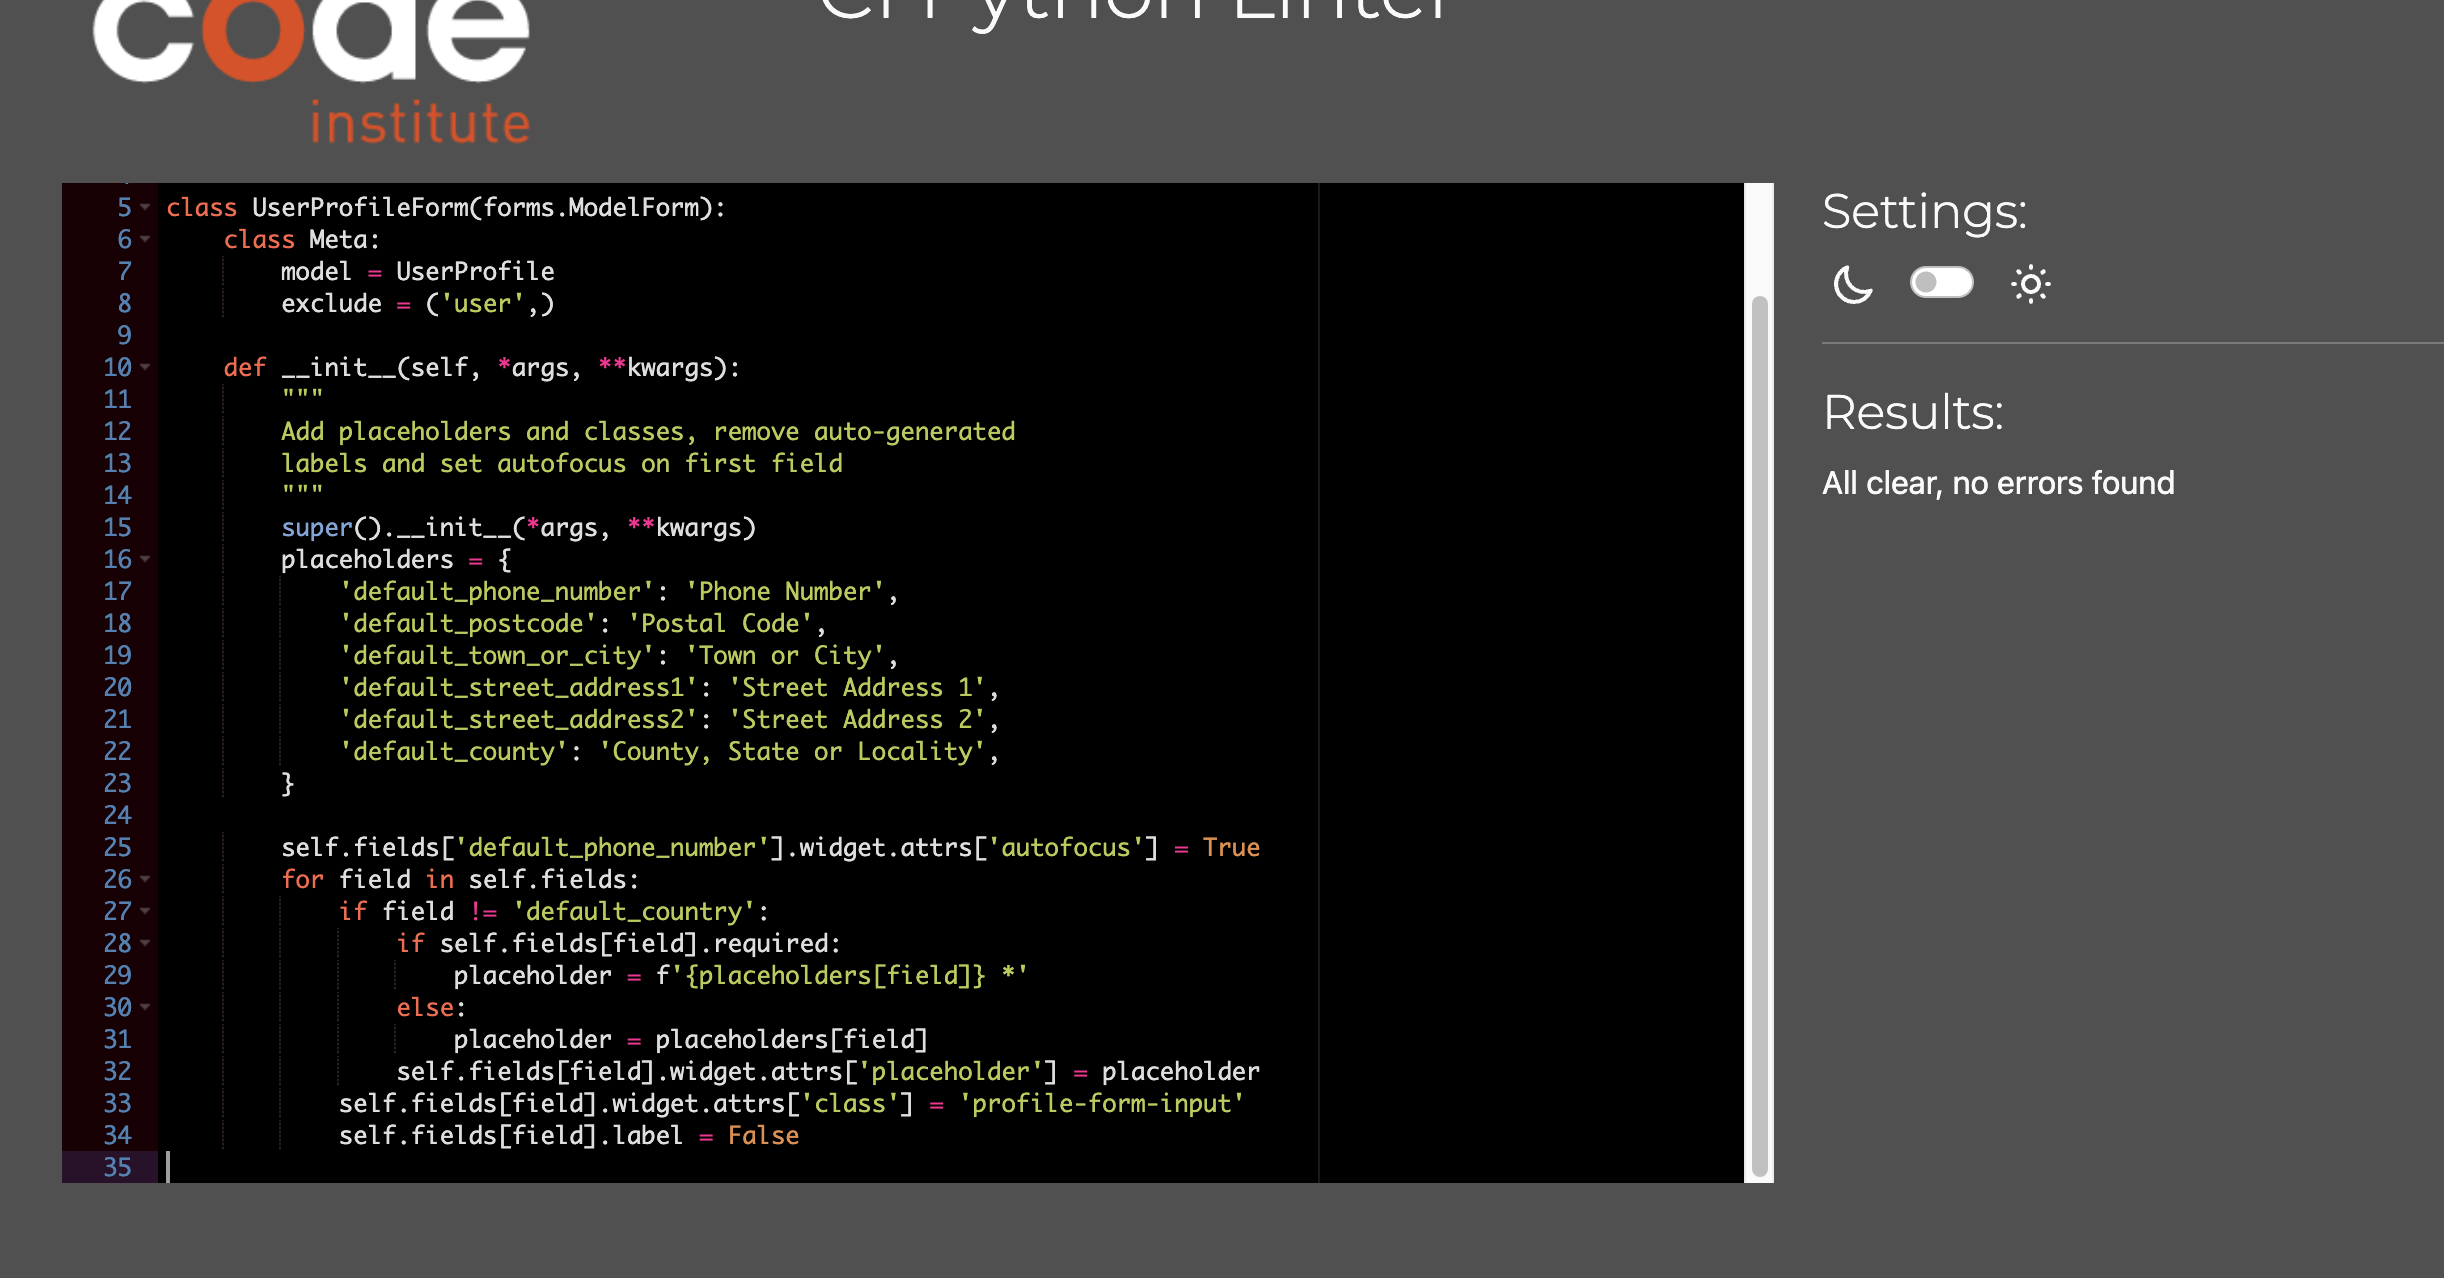 code
institute
CI Python Linter
5 class UserProfileForm(forms.ModelForm):
6     class Meta:
7         model = UserProfile
8         exclude = ('user',)
9
10     def __init__(self, *args, **kwargs):
11         """
12         Add placeholders and classes, remove auto-generated
13         labels and set autofocus on first field
14         """
15         super().__init__(*args, **kwargs)
16         placeholders = {
17             'default_phone_number': 'Phone Number',
18             'default_postcode': 'Postal Code',
19             'default_town_or_city': 'Town or City',
20             'default_street_address1': 'Street Address 1',
21             'default_street_address2': 'Street Address 2',
22             'default_county': 'County, State or Locality',
23         }
24
25         self.fields['default_phone_number'].widget.attrs['autofocus'] = True
26         for field in self.fields:
27             if field != 'default_country':
28                 if self.fields[field].required:
29                     placeholder = f'{placeholders[field]} *'
30                 else:
31                     placeholder = placeholders[field]
32                 self.fields[field].widget.attrs['placeholder'] = placeholder
33             self.fields[field].widget.attrs['class'] = 'profile-form-input'
34             self.fields[field].label = False
35
Settings:
Results:
All clear, no errors found